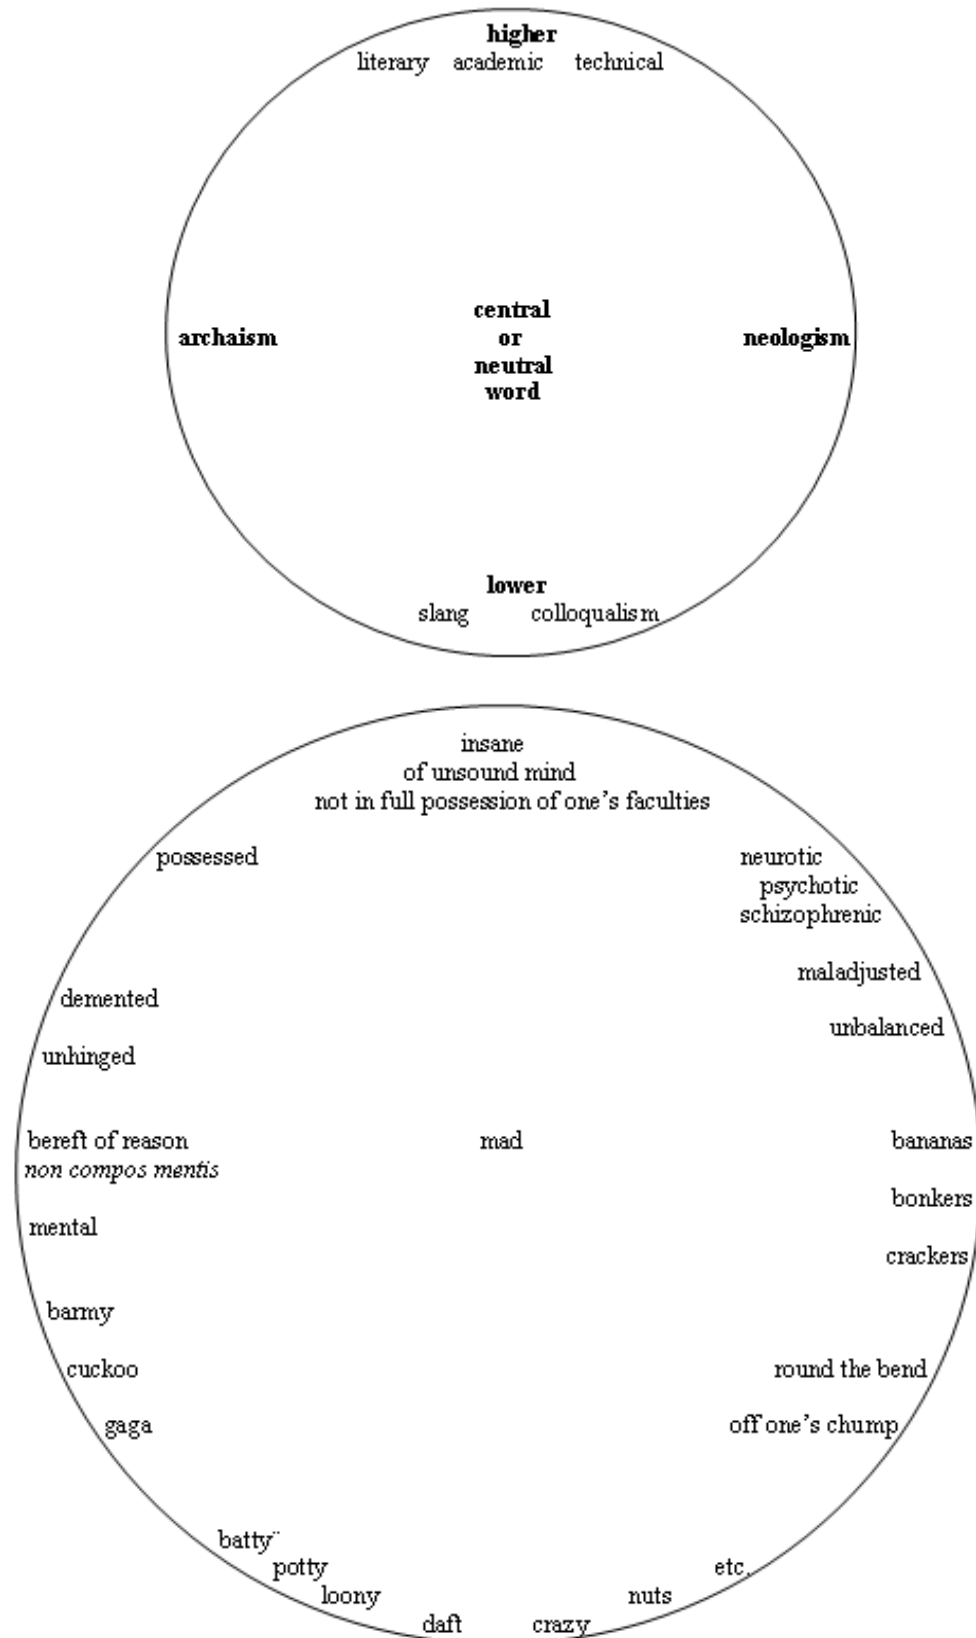 higher
literary academic technical
central
archaism or neologism
neutral
word
lower
slang colloqualism
insane
of unsound mind
not in full possession of one's faculties
possessed neurotic
psychotic
schizophrenic
maladjusted
demented
unbalanced
unhinged
bereft of reason mad bananas
non compos mentis
bonkers
mental
crackers
barmy
cuckoo round the bend
gaga off one's chump
batty¨
potty etc.
loony nuts
daft crazy